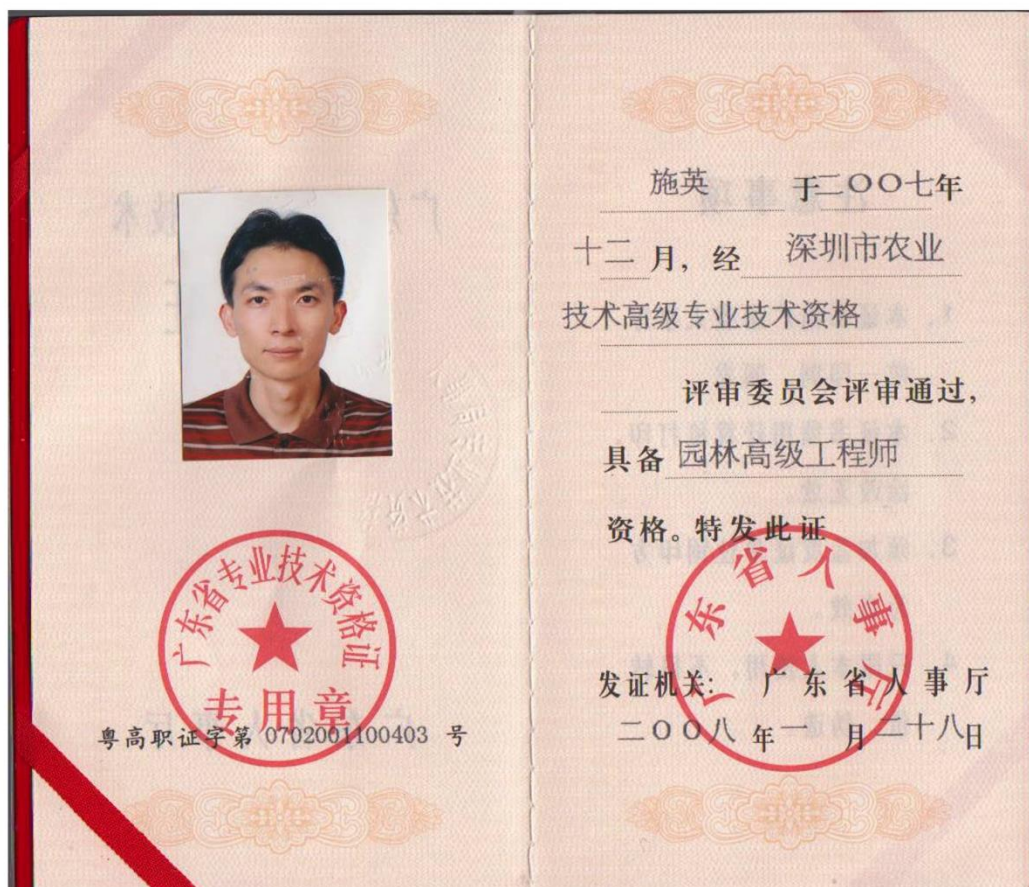 广东省专业技术资格证
专用章
粤高职证字第 0702001100403 号
施英 于二〇〇七年
十二月，经 深圳市农业
技术高级专业技术资格
评审委员会评审通过，
具备 园林高级工程师
资格。特发此证
广东省人事厅
发证机关：广东省人事厅
二〇〇八年一月二十八日